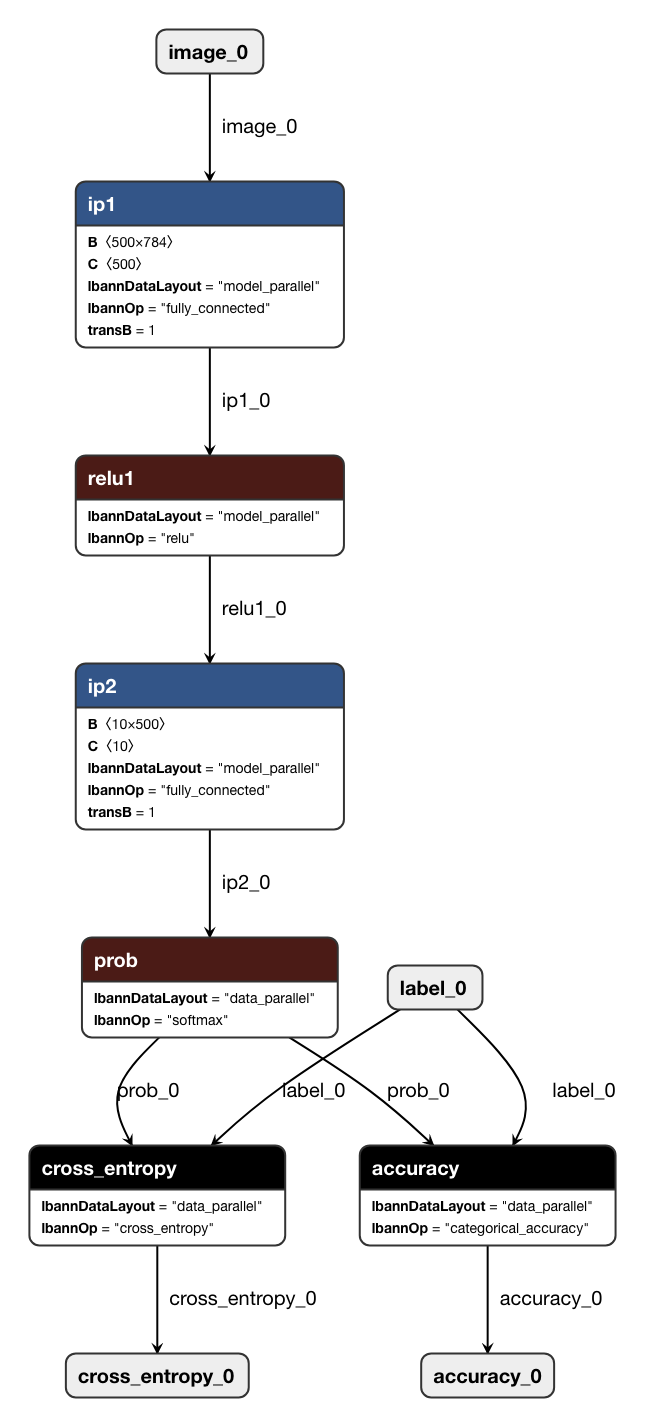 image_0
image_0
ip1
B 〈500×784〉
C 〈500〉
lbannDataLayout = "model_parallel"
lbannOp = "fully_connected"
transB = 1
ip1_0
relu1
lbannDataLayout = "model_parallel"
lbannOp = "relu"
relu1_0
ip2
B 〈10×500〉
C 〈10〉
lbannDataLayout = "model_parallel"
lbannOp = "fully_connected"
transB = 1
ip2_0
prob
lbannDataLayout = "data_parallel"
lbannOp = "softmax"
label_0
prob_0
label_0
prob_0
label_0
cross_entropy
lbannDataLayout = "data_parallel"
lbannOp = "cross_entropy"
accuracy
lbannDataLayout = "data_parallel"
lbannOp = "categorical_accuracy"
cross_entropy_0
accuracy_0
cross_entropy_0
accuracy_0